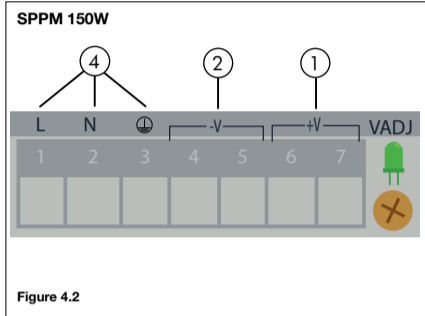 SPPM 150W
4 2 1
L N -V +V VADJ
1 2 3 4 5 6 7
Figure 4.2